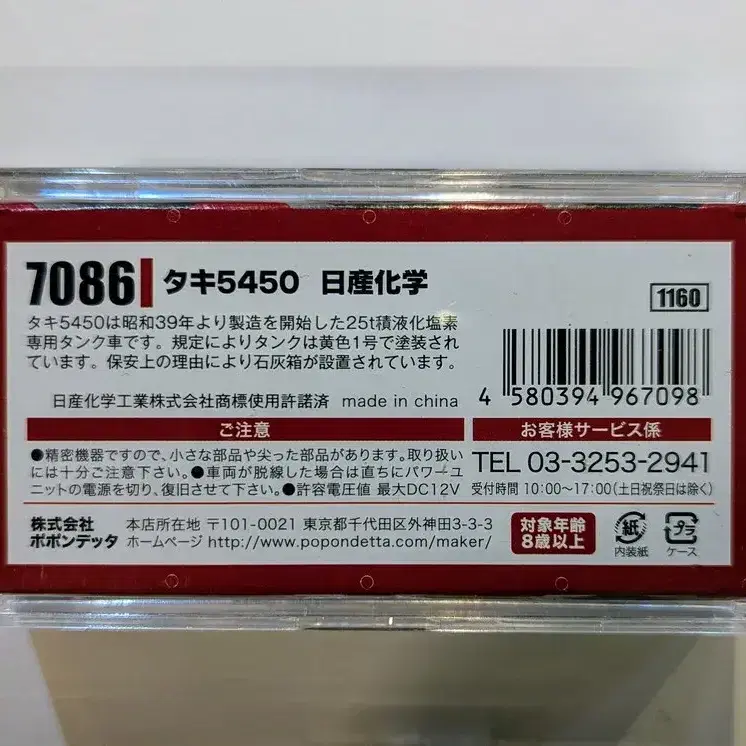 7086 タキ5450 日産化学
1160
タキ5450は昭和39年より製造を開始した25t積液化塩素
専用タンク車です。規定によりタンクは黄色1号で塗装され
ています。保安上の理由により石灰箱が設置されています。
4 580394 967098
日産化学工業株式会社商標使用許諾済 made in china
ご注意
●精密機器ですので、小さな部品や尖った部品があります。取り扱い
には十分ご注意下さい。●車両が脱線した場合は直ちにパワーユ
ニットの電源を切り、復旧させて下さい。●許容電圧値 最大DC12V
お客様サービス係
TEL 03-3253-2941
受付時間 10:00〜17:00(土日祝祭日は除く)
株式会社
ポポンデッタ
本店所在地 〒101-0021 東京都千代田区外神田3-3-3
ホームページ http://www.popondetta.com/maker/
対象年齢
8歳以上
紙
内装紙
プラ
ケース